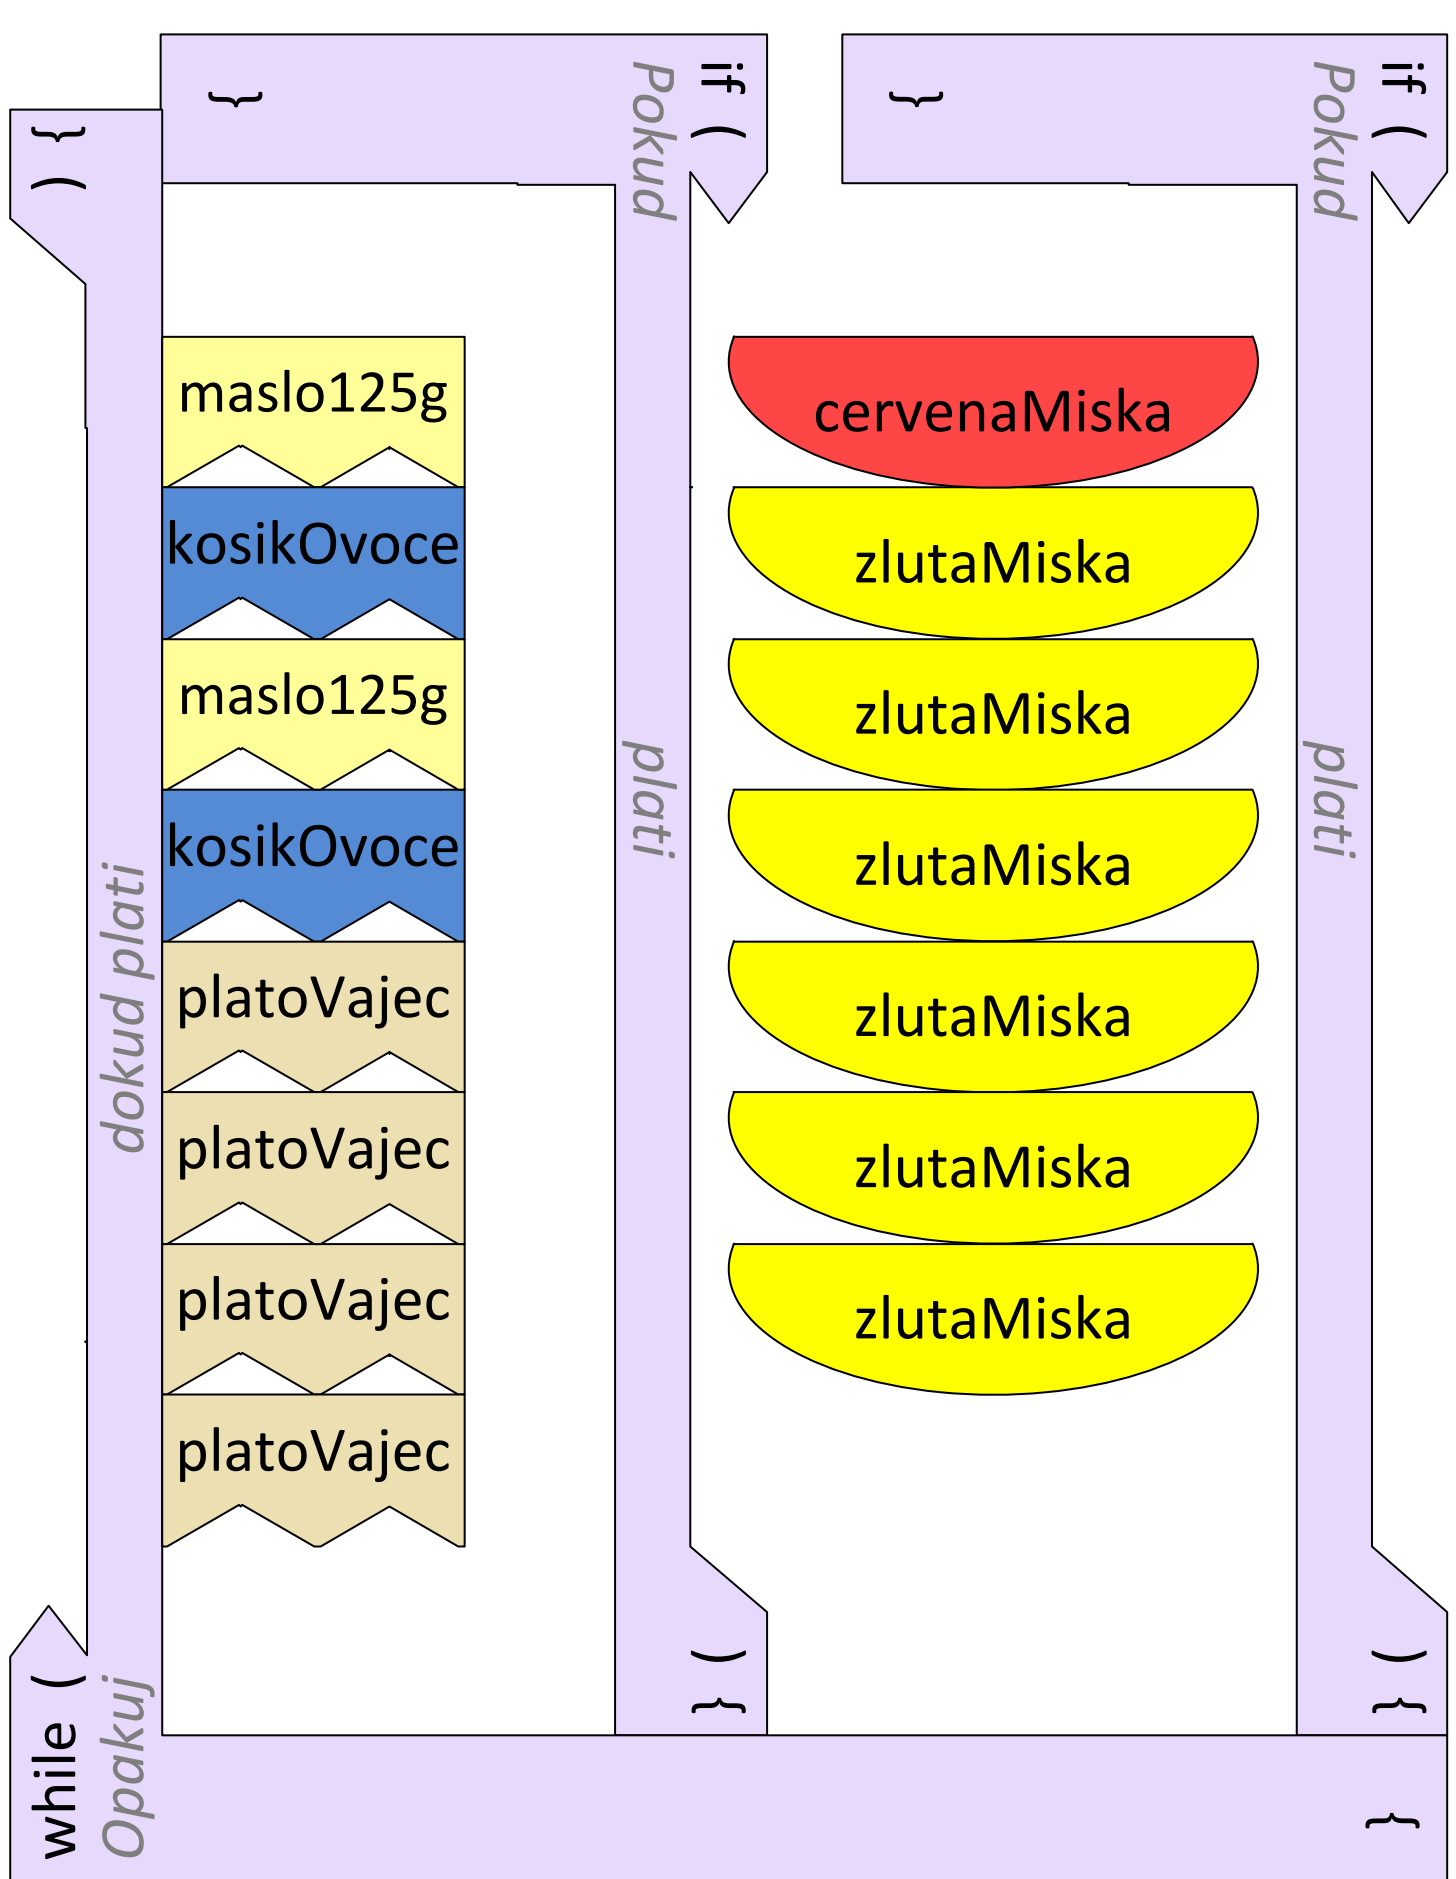 if ( ) {
Pokud plati
}
if ( ) {
Pokud plati
}
while ( ) {
Opakuj dokud plati
}
maslo125g
kosikOvoce
maslo125g
kosikOvoce
platoVajec
platoVajec
platoVajec
platoVajec
cervenaMiska
zlutaMiska
zlutaMiska
zlutaMiska
zlutaMiska
zlutaMiska
zlutaMiska